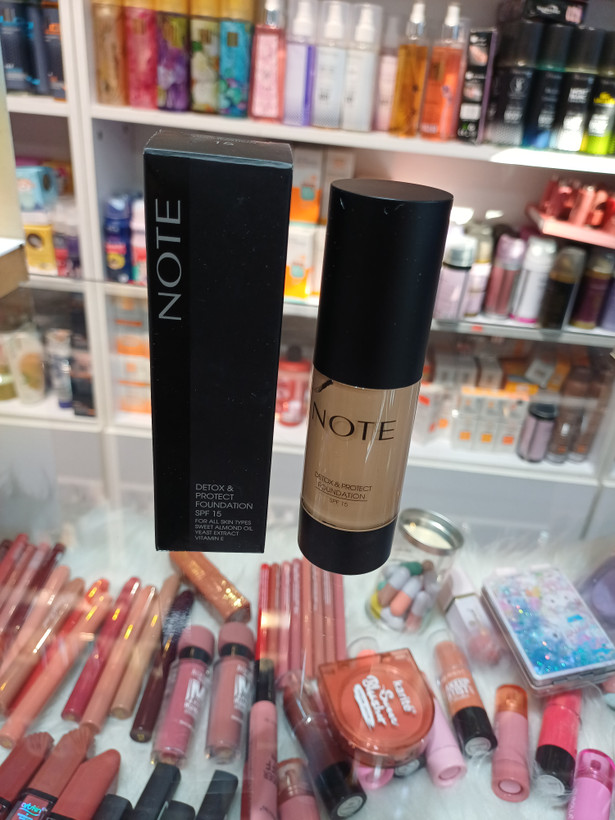 NOTE
DETOX &
PROTECT
FOUNDATION
SPF 15
FOR ALL SKIN TYPES
SWEET ALMOND OIL
YEAST EXTRACT
VITAMIN E
NOTE
DETOX & PROTECT
FOUNDATION
SPF 15
karite